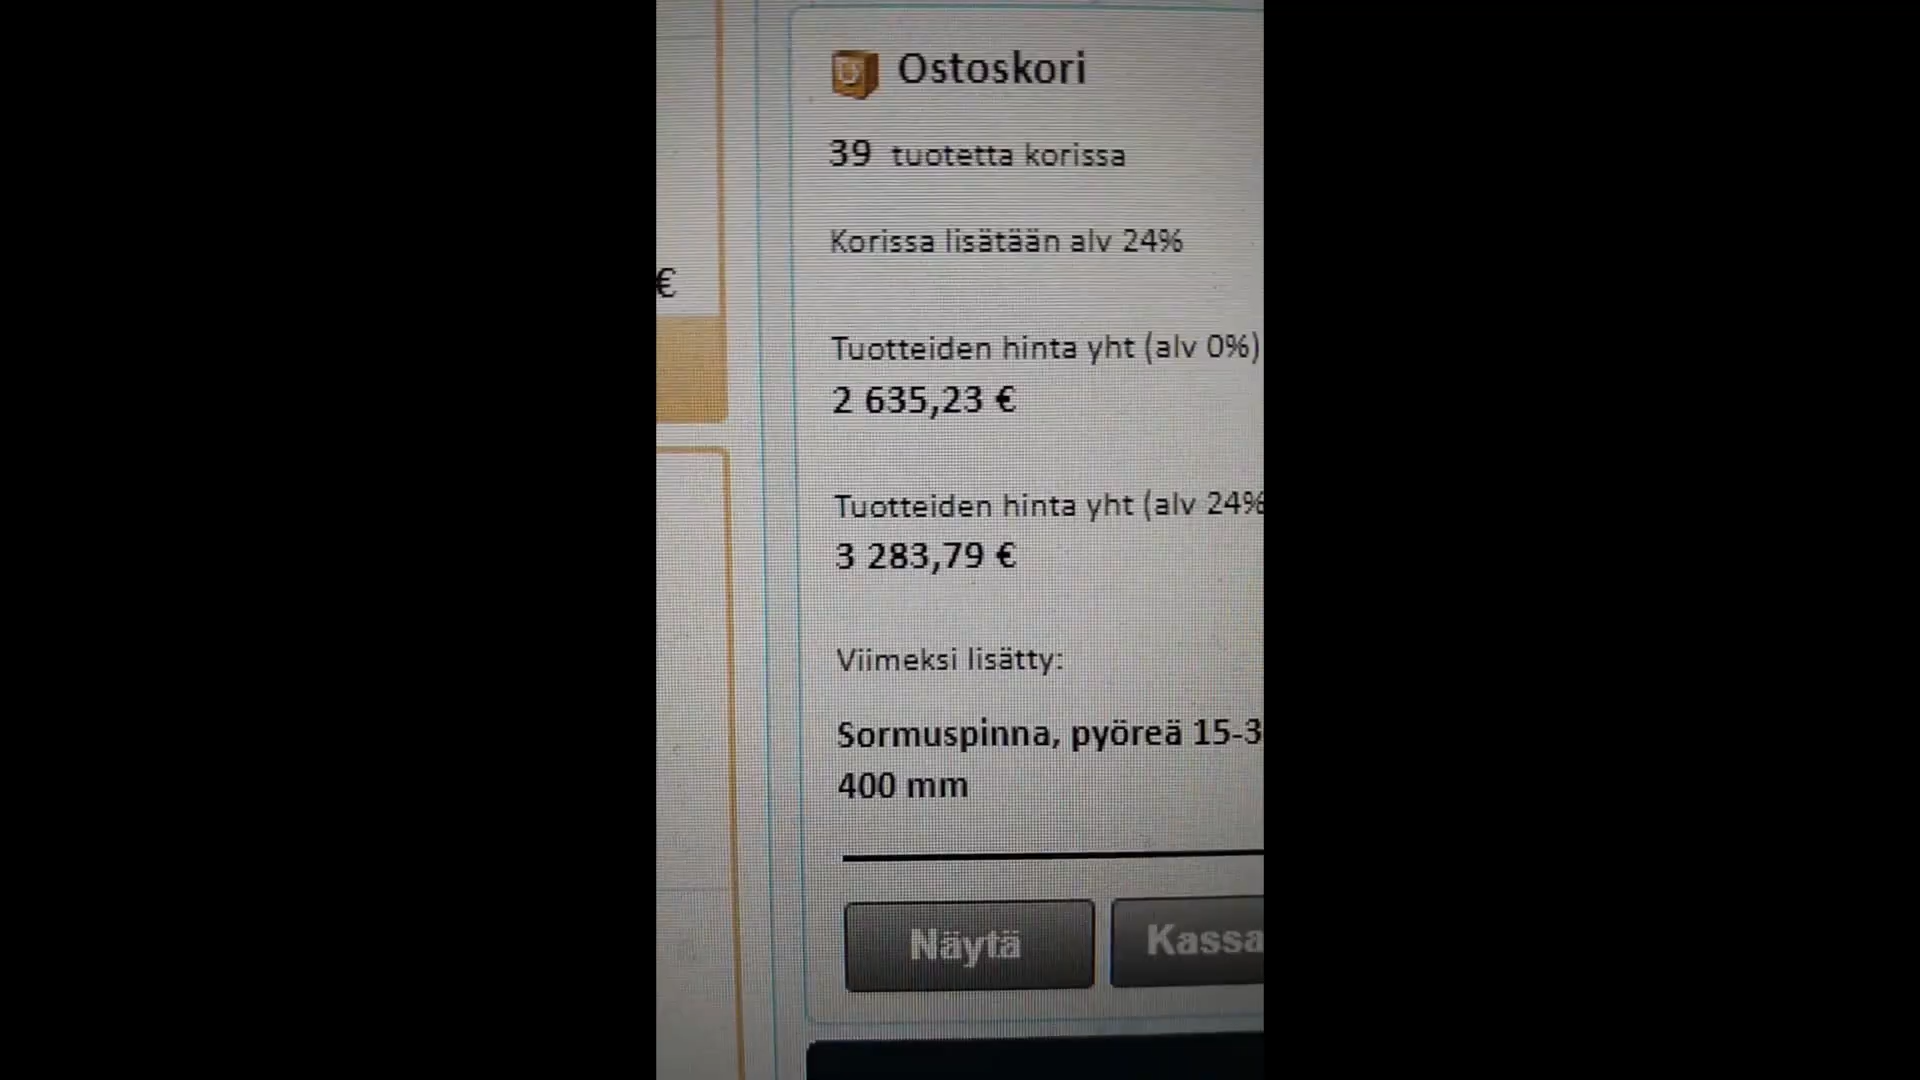 Ostoskori
39 tuotetta korissa
Korissa lisätään alv 24%
€
Tuotteiden hinta yht (alv 0%)
2 635,23 €
Tuotteiden hinta yht (alv 24%
3 283,79 €
Viimeksi lisätty:
Sormuspinna, pyöreä 15-3
400 mm
Näytä
Kassa